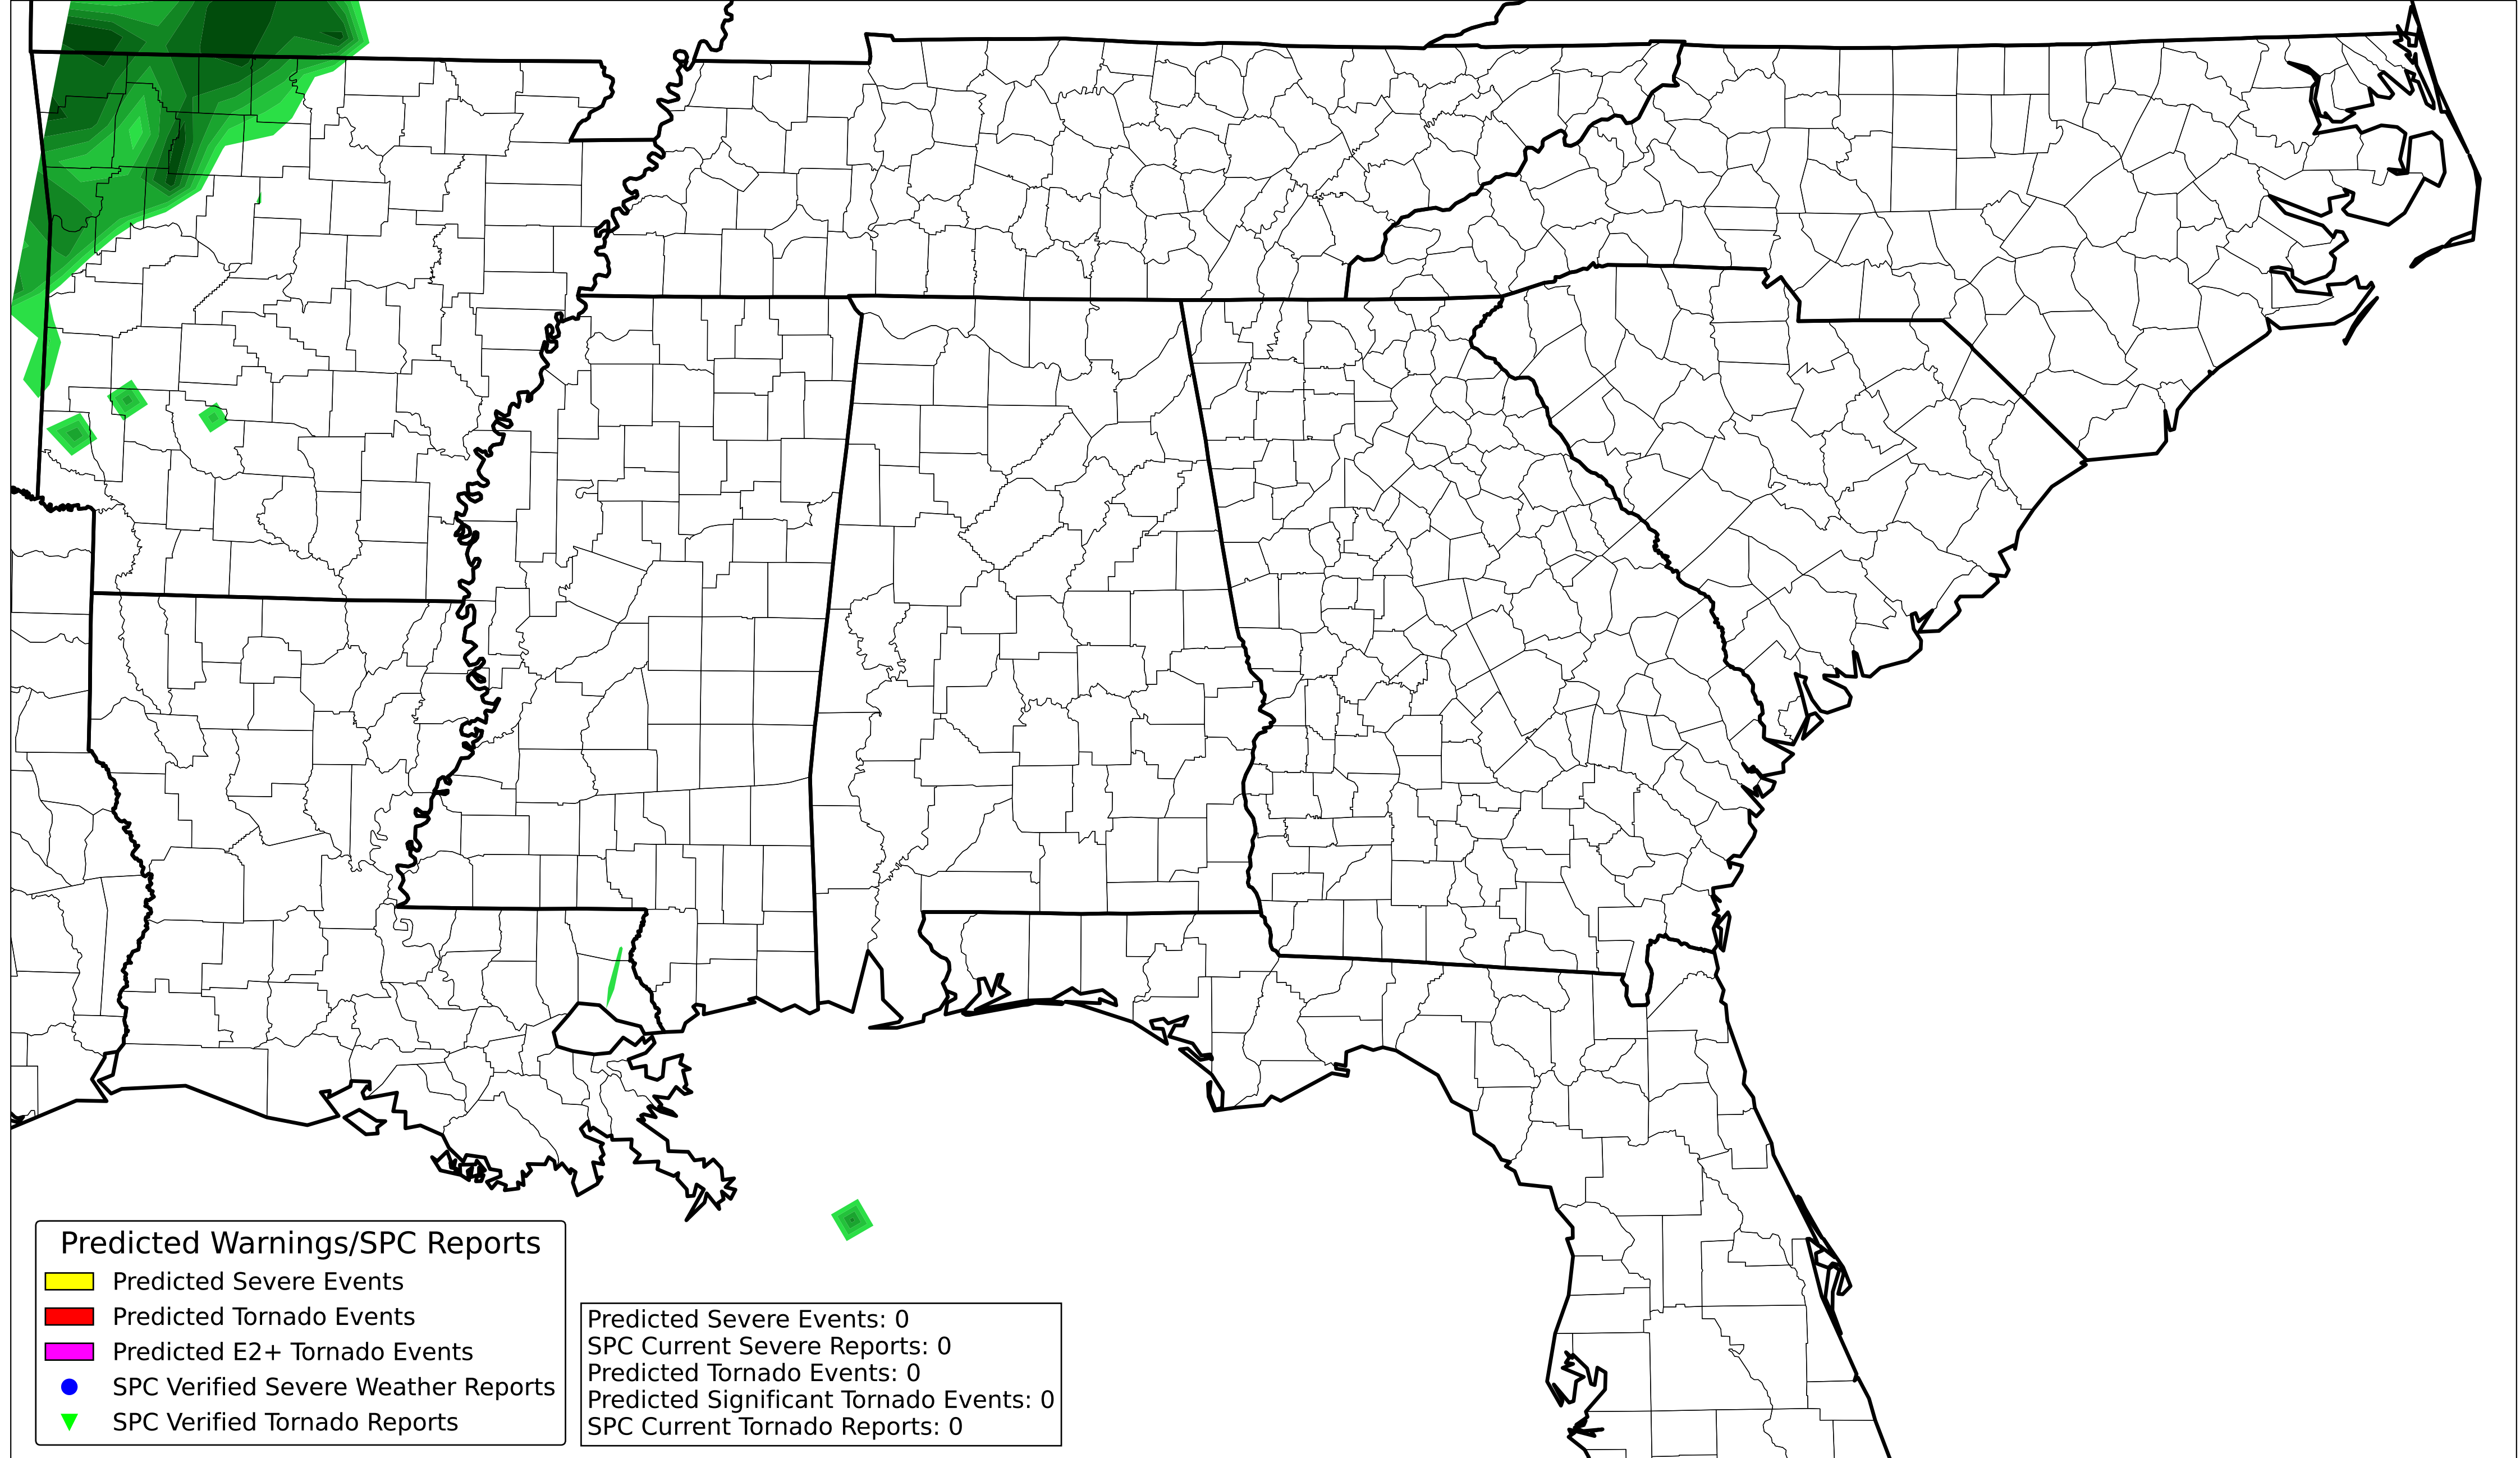 Predicted Warnings/SPC Reports
Predicted Severe Events
Predicted Tornado Events
Predicted E2+ Tornado Events
SPC Verified Severe Weather Reports
SPC Verified Tornado Reports
Predicted Severe Events: 0
SPC Current Severe Reports: 0
Predicted Tornado Events: 0
Predicted Significant Tornado Events: 0
SPC Current Tornado Reports: 0